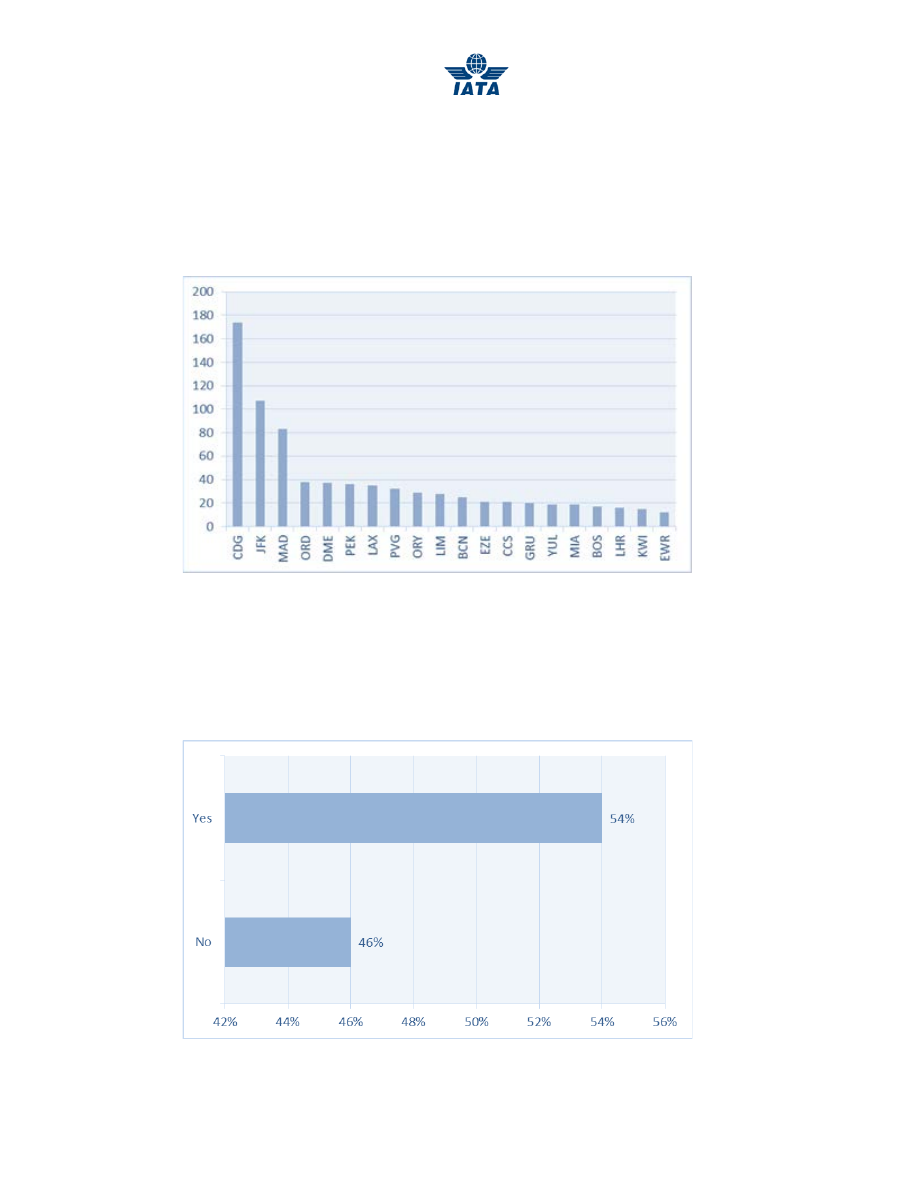 IATA
200
180
160
140
120
100
80
60
40
20
0
CDG JFK MAD ORD DME PEK LAX PVG ORY LIM BCN EZE CCS GRU YUL MIA BOS LHR KWI EWR
Yes 54%
No 46%
42% 44% 46% 48% 50% 52% 54% 56%